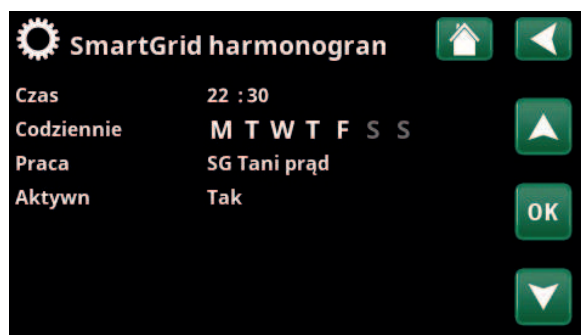 SmartGrid harmonogran
Czas 22 :30
Codziennie M T W T F S S
Praca SG Tani prąd
Aktywn Tak
OK